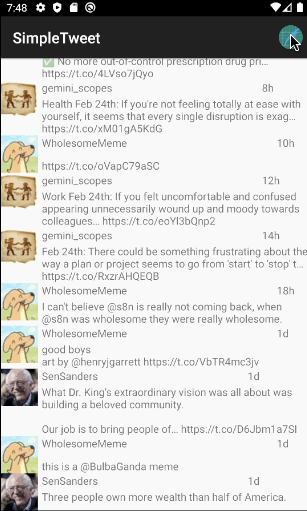 7:48
SimpleTweet
✅ No more out-of-control prescription drug pri...
https://t.co/4LVso7jQyo
gemini_scopes 8h
Health Feb 24th: If you're not feeling totally at ease with
yourself, it seems that every single disruption is exag...
https://t.co/xM01gA5KdG
WholesomeMeme 10h
https://t.co/oVapC79aSC
gemini_scopes 12h
Work Feb 24th: If you felt uncomfortable and confused
appearing unnecessarily wound up and moody towards
colleagues... https://t.co/eoYl3bQnp2
gemini_scopes 14h
Feb 24th: There could be something frustrating about the
way a plan or project seems to go from 'start' to 'stop' t...
https://t.co/RxzrAHQEQB
WholesomeMeme 18h
I can't believe @s8n is really not coming back, when
@s8n was wholesome they were really wholesome.
WholesomeMeme 1d
good boys
art by @henryjgarrett https://t.co/VbTR4mc3jv
SenSanders 1d
What Dr. King's extraordinary vision was all about was
building a beloved community.
Our job is to bring people of... https://t.co/D6Jbm1a7SI
WholesomeMeme 1d
this is a @BulbaGanda meme
SenSanders 1d
Three people own more wealth than half of America.